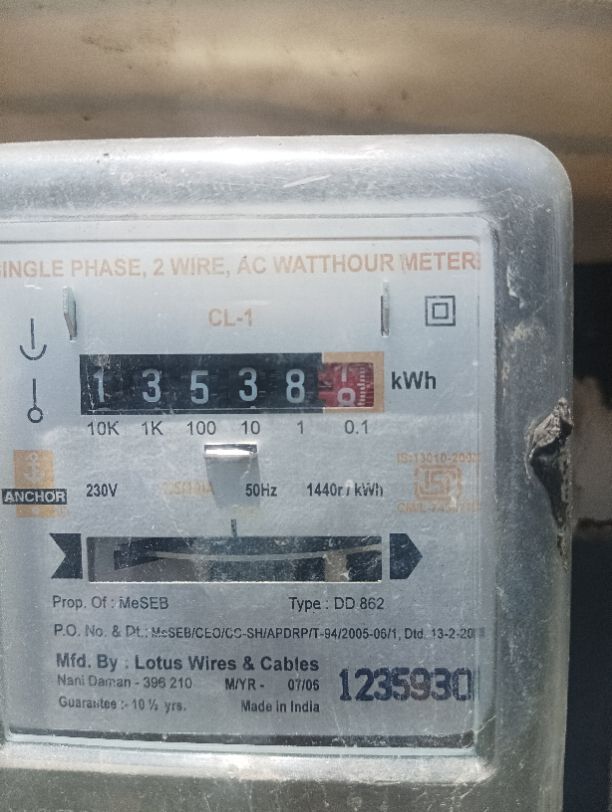 SINGLE PHASE, 2 WIRE, AC WATTHOUR METER
CL-1
1 3 5 3 8 kWh
10K 1K 100 10 1 0.1
ANCHOR 230V 50Hz 1440r / kWh
Prop. Of : MeSEB Type : DD 862
P.O. No. & Dt.: MeSEB/CEO/CC-SH/APDRP/T-94/2005-06/1, Dtd. 13-2-20
Mfd. By : Lotus Wires & Cables
Nani Daman - 396 210 M/YR - 07/06
Guarantee :- 10 ½ yrs. Made in India
1235930